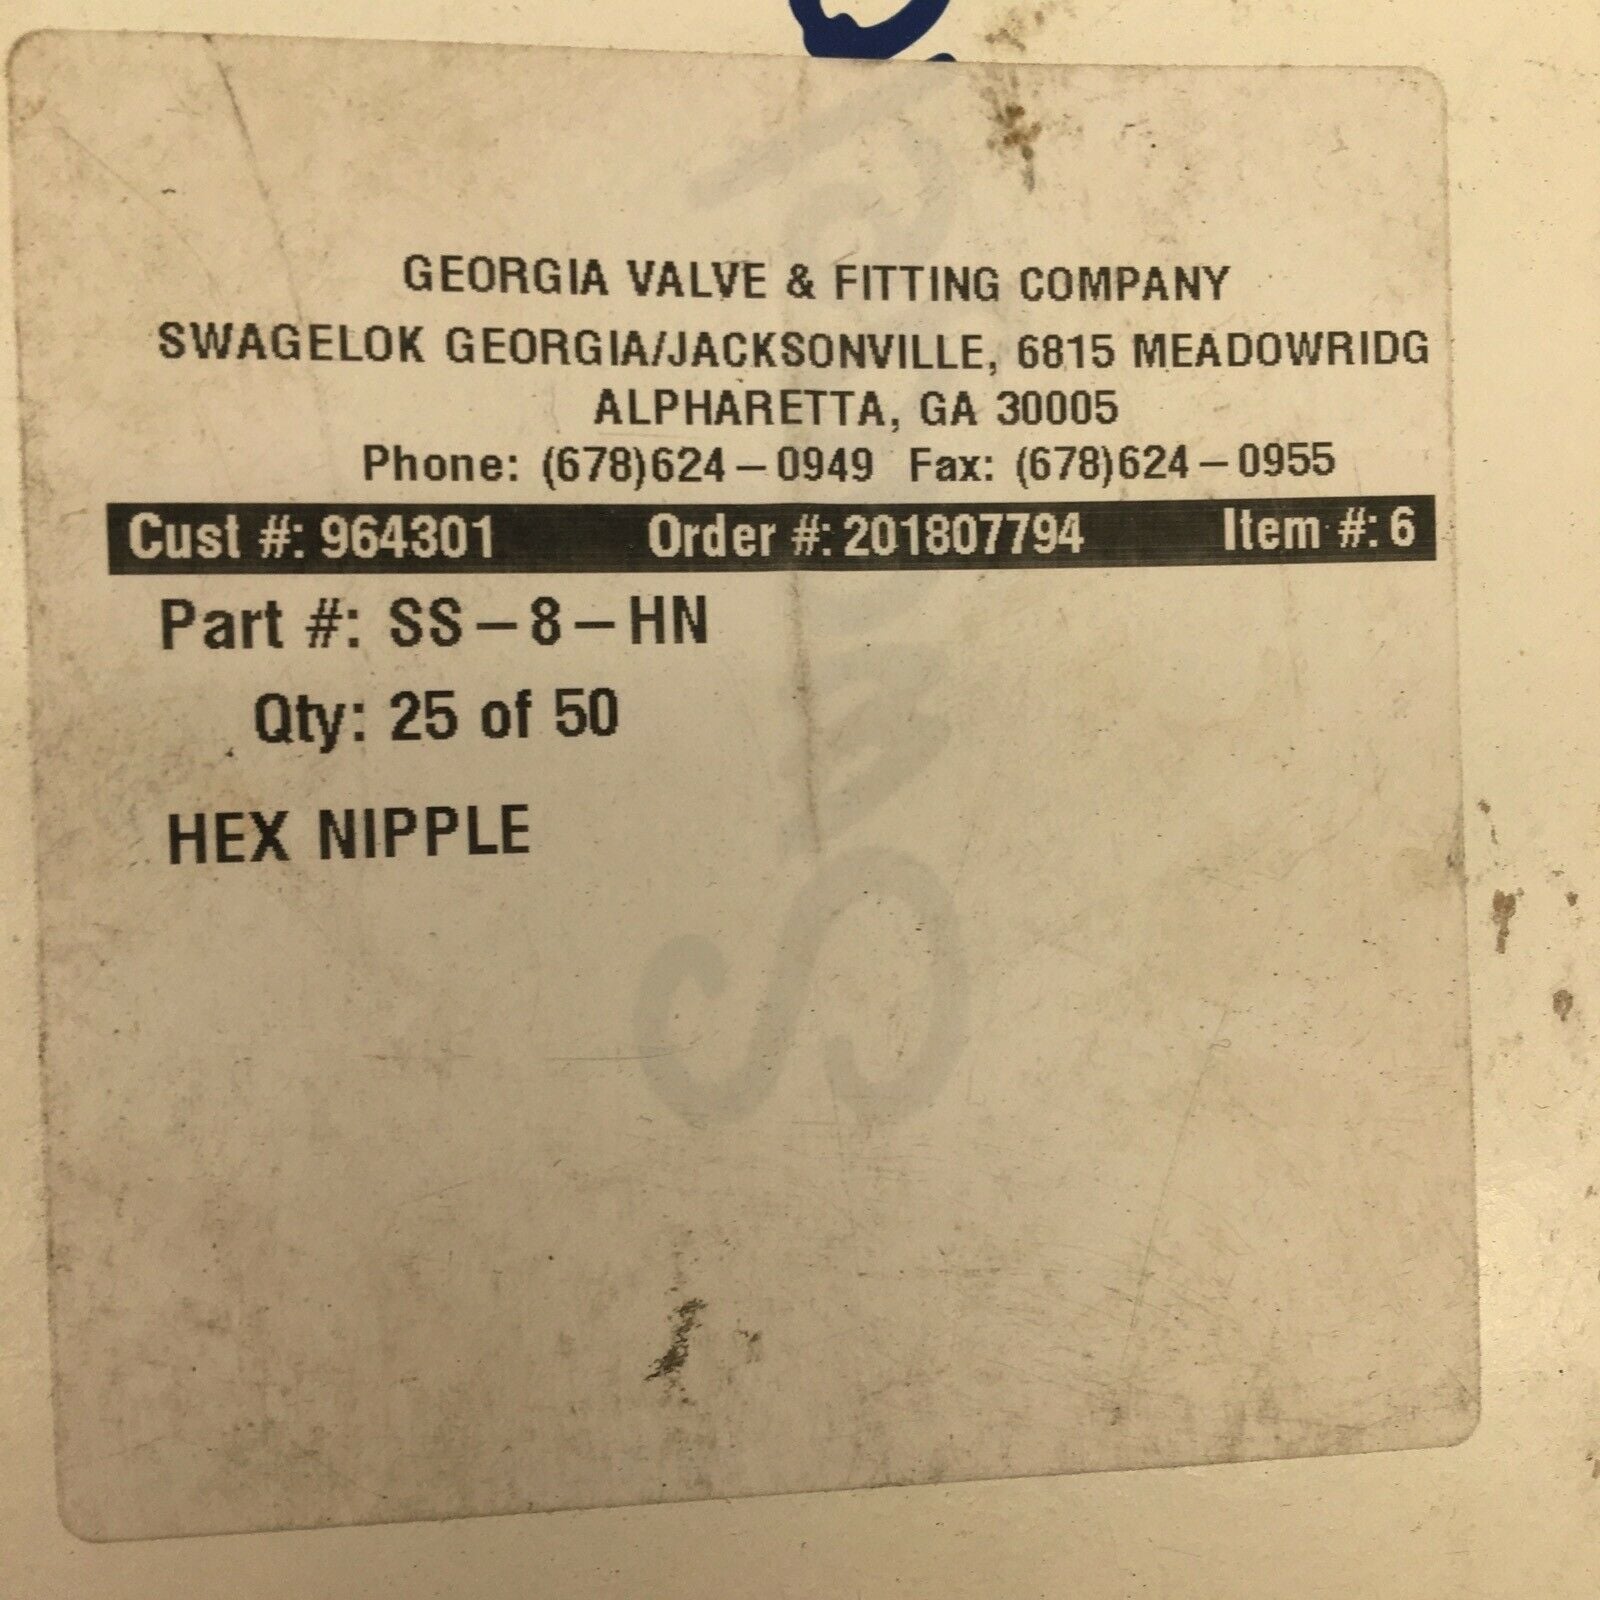 GEORGIA VALVE & FITTING COMPANY
SWAGELOK GEORGIA/JACKSONVILLE, 6815 MEADOWRIDG
ALPHARETTA, GA 30005
Phone: (678)624-0949 Fax: (678)624-0955
Cust #: 964301 Order #: 201807794 Item #: 6
Part #: SS-8-HN
Qty: 25 of 50
HEX NIPPLE